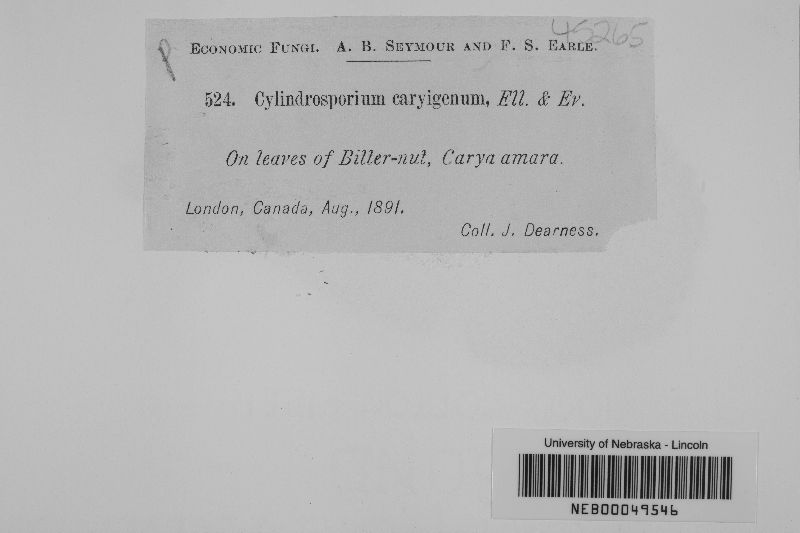 45265
P
ECONOMIC FUNGI. A. B. SEYMOUR AND F. S. EARLE.
524. Cylindrosporium caryigenum, Ell. & Ev.
On leaves of Bitter-nut, Carya amara.
London, Canada, Aug., 1891.
Coll. J. Dearness.
University of Nebraska - Lincoln
NEB00049546